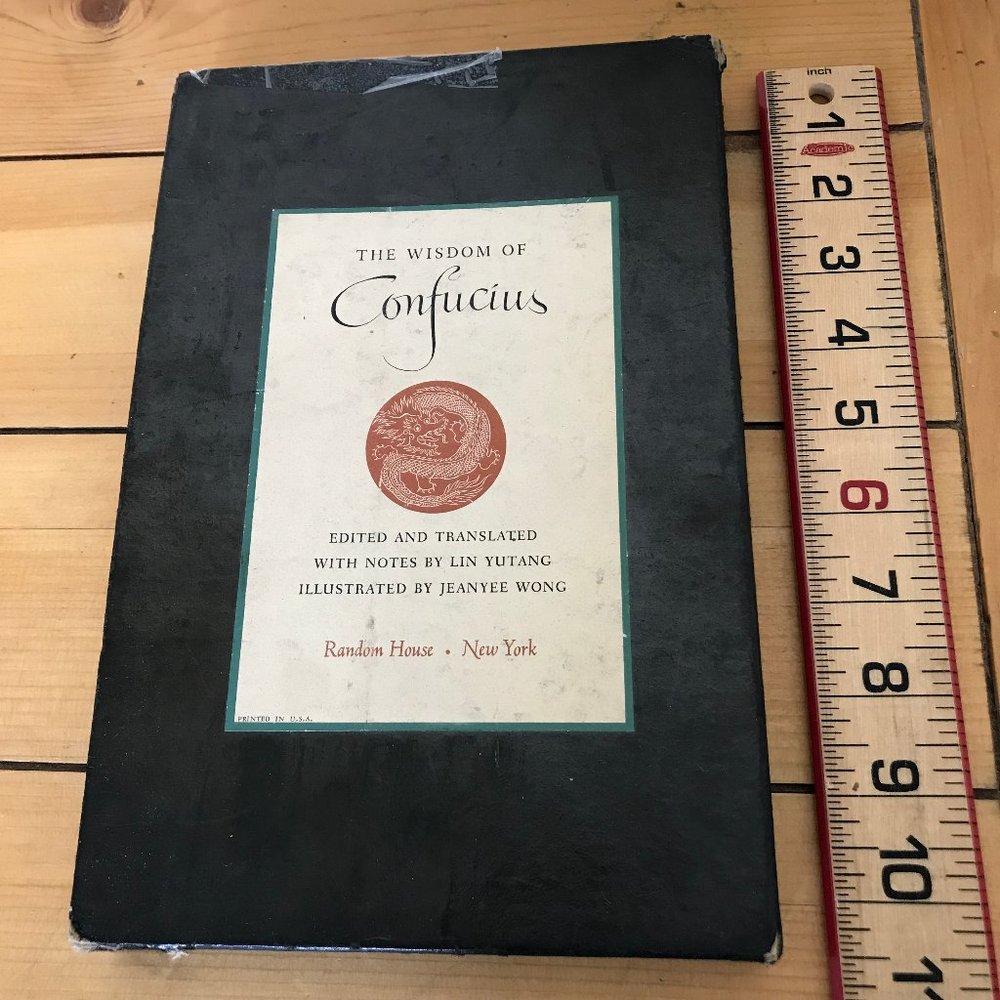 THE WISDOM OF
Confucius
EDITED AND TRANSLATED
WITH NOTES BY LIN YUTANG
ILLUSTRATED BY JEANYEE WONG
Random House • New York
PRINTED IN U.S.A.
inch
1
Academic
2
3
4
5
6
7
8
9
10